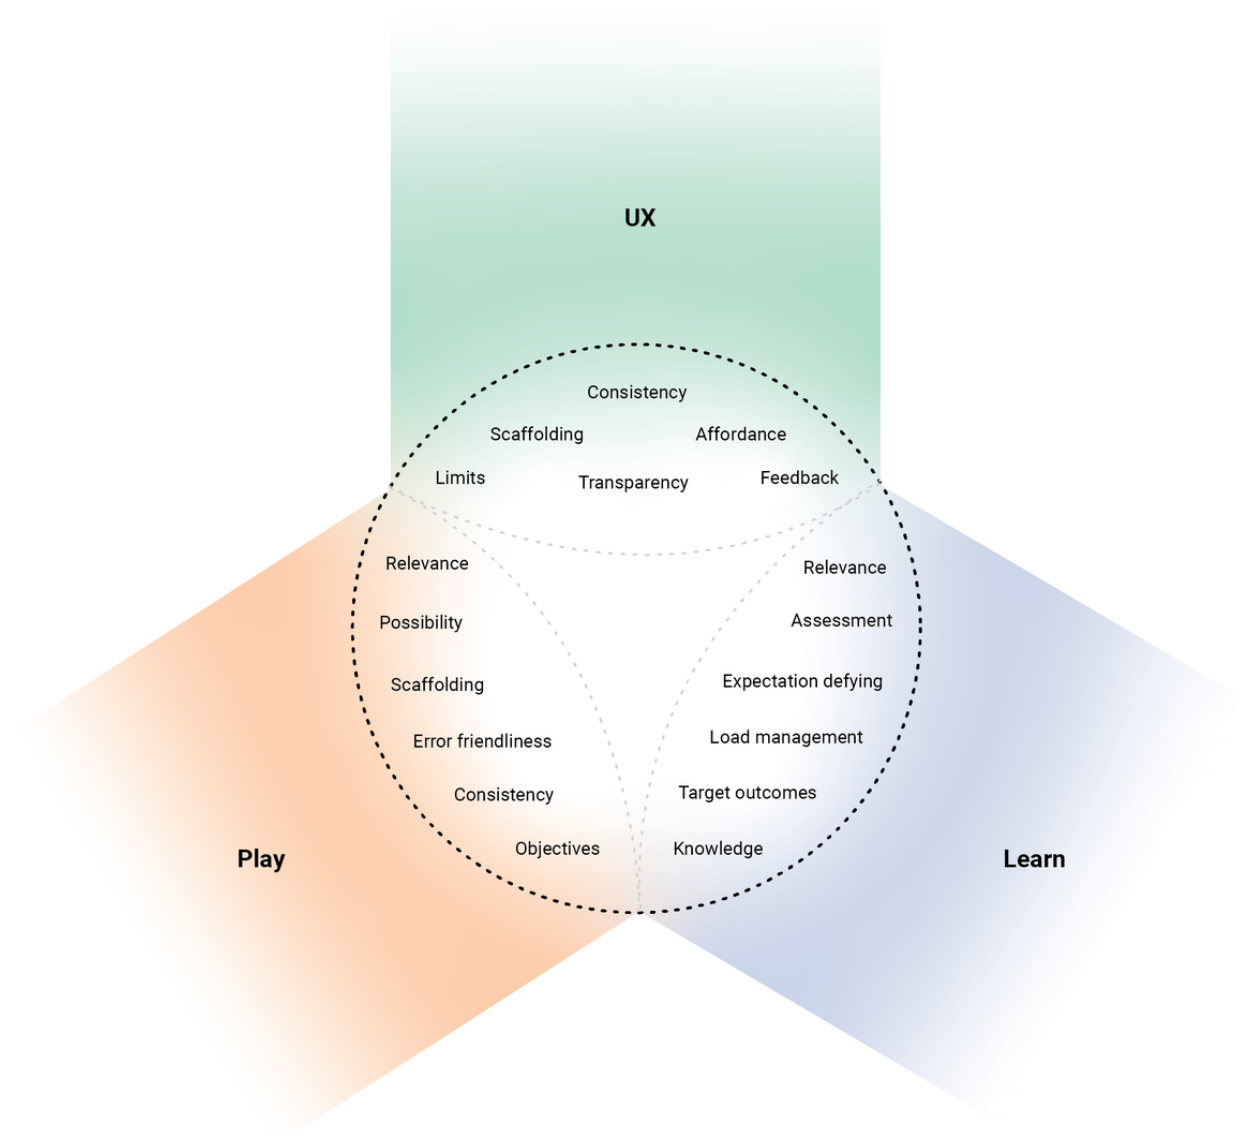 UX
Consistency
Scaffolding
Affordance
Limits
Transparency
Feedback
Relevance
Possibility
Scaffolding
Error friendliness
Consistency
Objectives
Play
Relevance
Assessment
Expectation defying
Load management
Target outcomes
Knowledge
Learn